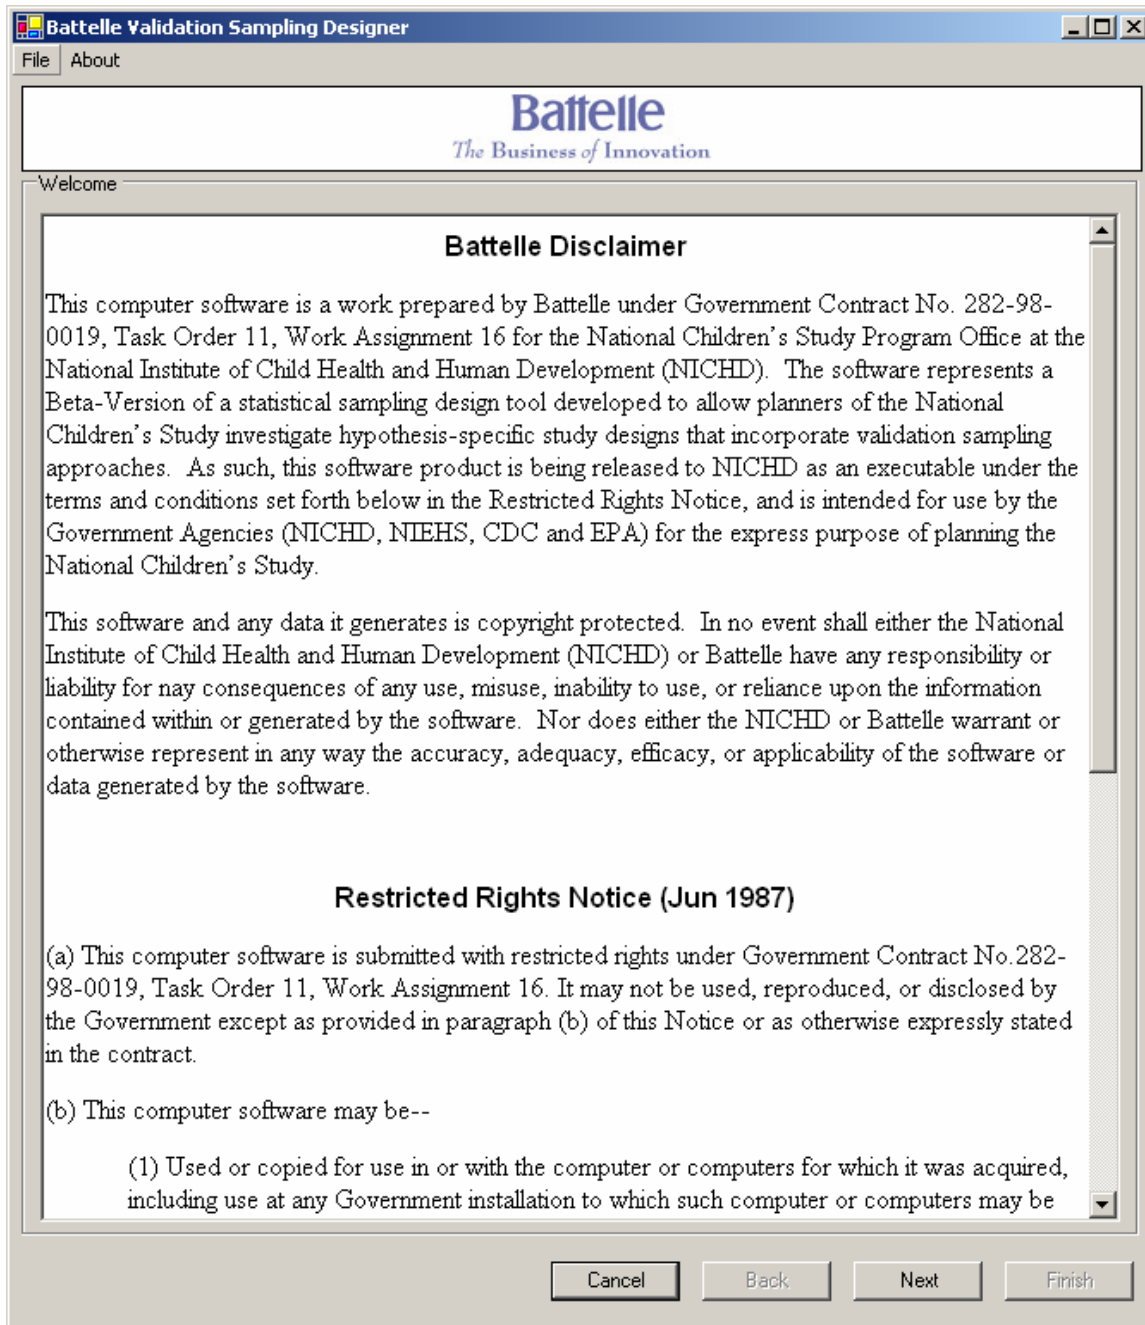 Battelle Validation Sampling Designer
File About
Battelle
The Business of Innovation
Welcome
Battelle Disclaimer
This computer software is a work prepared by Battelle under Government Contract No. 282-98-
0019, Task Order 11, Work Assignment 16 for the National Children's Study Program Office at the
National Institute of Child Health and Human Development (NICHD).  The software represents a
Beta-Version of a statistical sampling design tool developed to allow planners of the National
Children's Study investigate hypothesis-specific study designs that incorporate validation sampling
approaches.  As such, this software product is being released to NICHD as an executable under the
terms and conditions set forth below in the Restricted Rights Notice, and is intended for use by the
Government Agencies (NICHD, NIEHS, CDC and EPA) for the express purpose of planning the
National Children's Study.
This software and any data it generates is copyright protected.  In no event shall either the National
Institute of Child Health and Human Development (NICHD) or Battelle have any responsibility or
liability for nay consequences of any use, misuse, inability to use, or reliance upon the information
contained within or generated by the software.  Nor does either the NICHD or Battelle warrant or
otherwise represent in any way the accuracy, adequacy, efficacy, or applicability of the software or
data generated by the software.
Restricted Rights Notice (Jun 1987)
(a) This computer software is submitted with restricted rights under Government Contract No.282-
98-0019, Task Order 11, Work Assignment 16. It may not be used, reproduced, or disclosed by
the Government except as provided in paragraph (b) of this Notice or as otherwise expressly stated
in the contract.
(b) This computer software may be--
(1) Used or copied for use in or with the computer or computers for which it was acquired,
including use at any Government installation to which such computer or computers may be
Cancel Back Next Finish